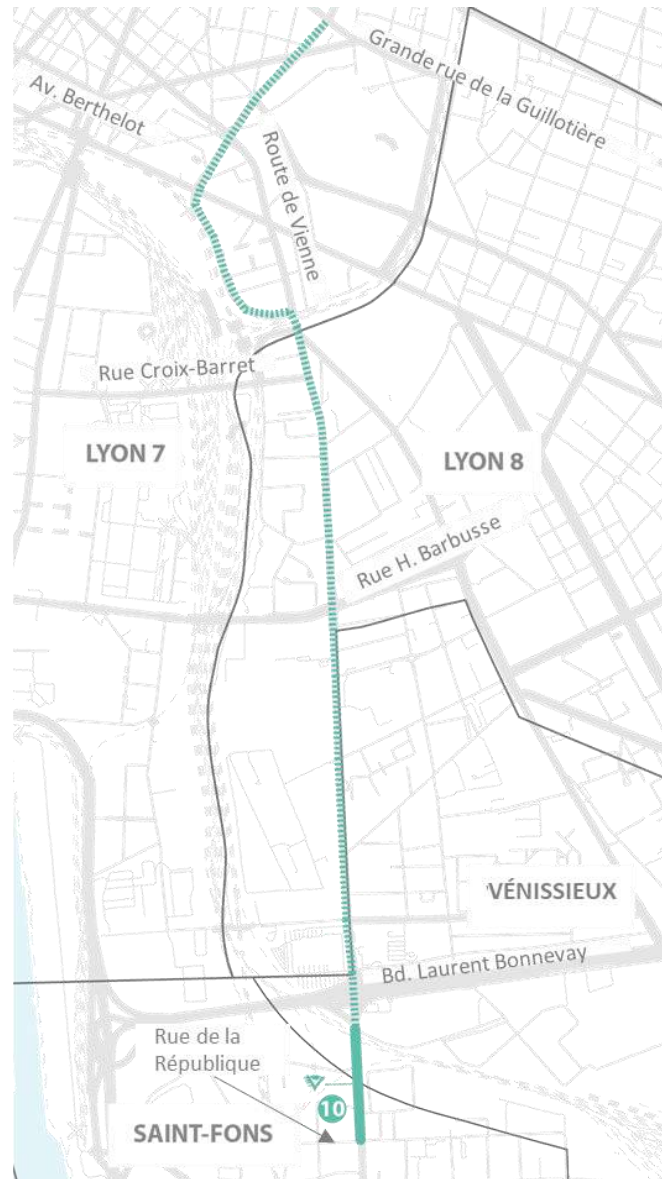 Grande rue de la Guillotière
Av. Berthelot
Route de Vienne
Rue Croix-Barret
LYON 7
LYON 8
Rue H. Barbusse
VÉNISSIEUX
Bd. Laurent Bonnevay
Rue de la
République
10
SAINT-FONS